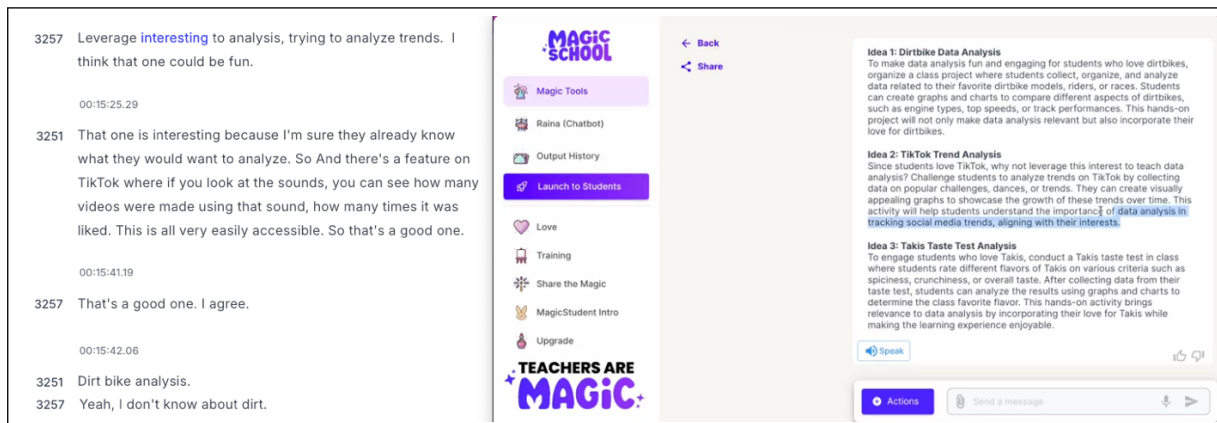 3257 Leverage interesting to analysis, trying to analyze trends. I
think that one could be fun.
00:15:25.29
3251 That one is interesting because I'm sure they already know
what they would want to analyze. So And there's a feature on
TikTok where if you look at the sounds, you can see how many
videos were made using that sound, how many times it was
liked. This is all very easily accessible. So that's a good one.
00:15:41.19
3257 That's a good one. I agree.
00:15:42.06
3251 Dirt bike analysis.
3257 Yeah, I don't know about dirt.
MAGIC
SCHOOL
Magic Tools
Raina (Chatbot)
Output History
Launch to Students
Love
Training
Share the Magic
MagicStudent Intro
Upgrade
TEACHERS ARE
MAGIC
Back
Share
Idea 1: Dirtbike Data Analysis
To make data analysis fun and engaging for students who love dirtbikes,
organize a class project where students collect, organize, and analyze
data related to their favorite dirtbike models, riders, or races. Students
can create graphs and charts to compare different aspects of dirtbikes,
such as engine types, top speeds, or track performances. This hands-on
project will not only make data analysis relevant but also incorporate their
love for dirtbikes.
Idea 2: TikTok Trend Analysis
Since students love TikTok, why not leverage this interest to teach data
analysis? Challenge students to analyze trends on TikTok by collecting
data on popular challenges, dances, or trends. They can create visually
appealing graphs to showcase the growth of these trends over time. This
activity will help students understand the importance of data analysis in
tracking social media trends, aligning with their interests.
Idea 3: Takis Taste Test Analysis
To engage students who love Takis, conduct a Takis taste test in class
where students rate different flavors of Takis on various criteria such as
spiciness, crunchiness, or overall taste. After collecting data from their
taste test, students can analyze the results using graphs and charts to
determine the class favorite flavor. This hands-on activity brings
relevance to data analysis by incorporating their love for Takis while
making the learning experience enjoyable.
Speak
Actions
Send a message